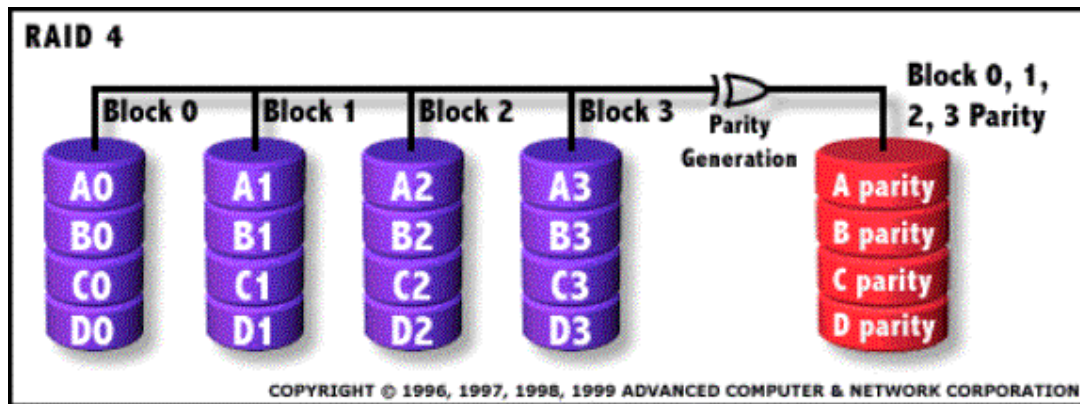 RAID 4
Block 0
Block 1
Block 2
Block 3
Parity
Generation
Block 0, 1,
2, 3 Parity
A0
A1
A2
A3
A parity
B0
B1
B2
B3
B parity
C0
C1
C2
C3
C parity
D0
D1
D2
D3
D parity
COPYRIGHT © 1996, 1997, 1998, 1999 ADVANCED COMPUTER & NETWORK CORPORATION